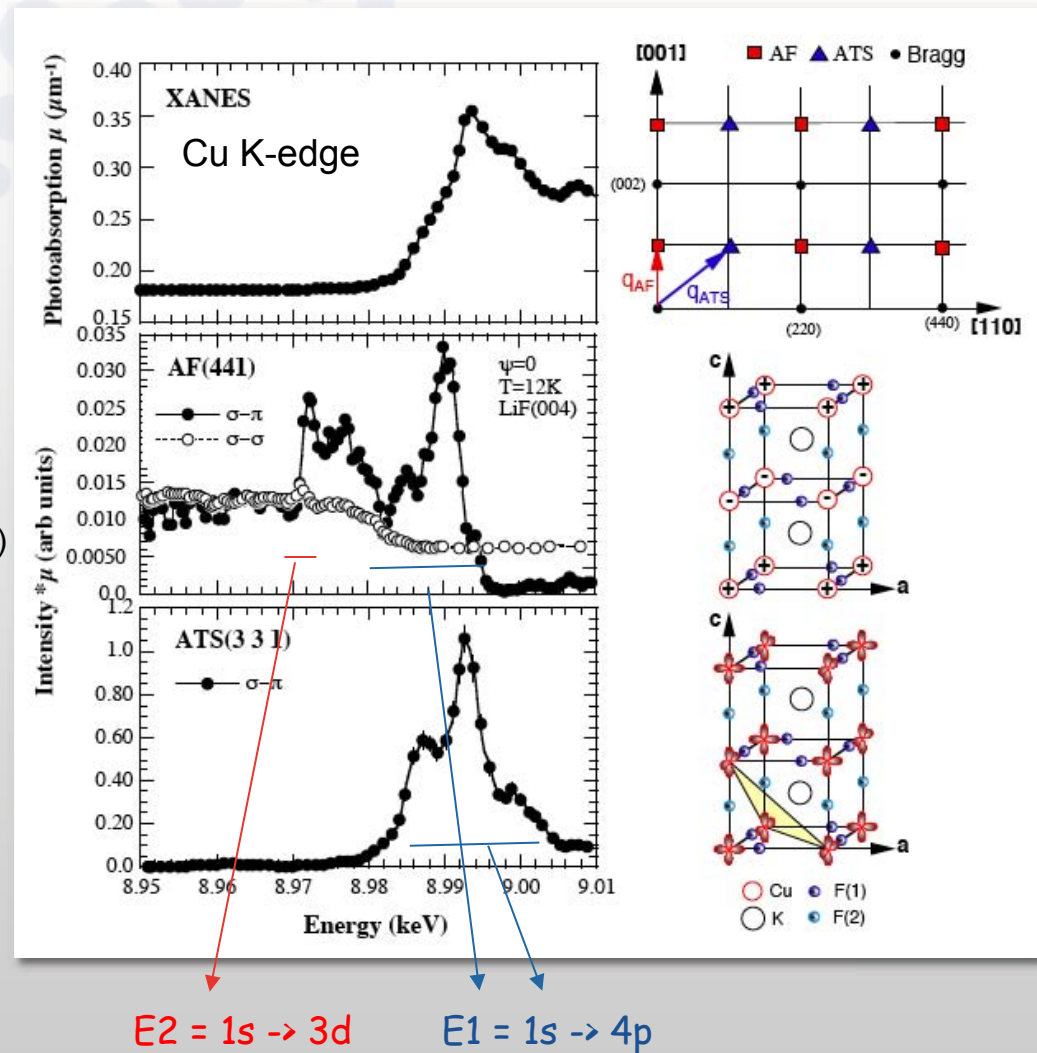 XANES
Cu K-edge
Photoabsorption μ (μm-1)
0.40
0.35
0.30
0.25
0.20
0.15
AF(441)
σ-π
σ-σ
ψ=0
T=12K
LiF(004)
0.035
0.030
0.025
0.020
0.015
0.010
0.0050
0.0
)
Intensity *μ (arb units)
ATS(3 3 1)
σ-π
1.2
1.0
0.80
0.60
0.40
0.20
0.0
8.95 8.96 8.97 8.98 8.99 9.00 9.01
Energy (keV)
E2 = 1s -> 3d
E1 = 1s -> 4p
[001]
AF ATS Bragg
(002)
qAF
qATS
(220)
(440)
[110]
c
+ + + +
- - - -
+ + + +
a
c
a
Cu F(1)
K F(2)